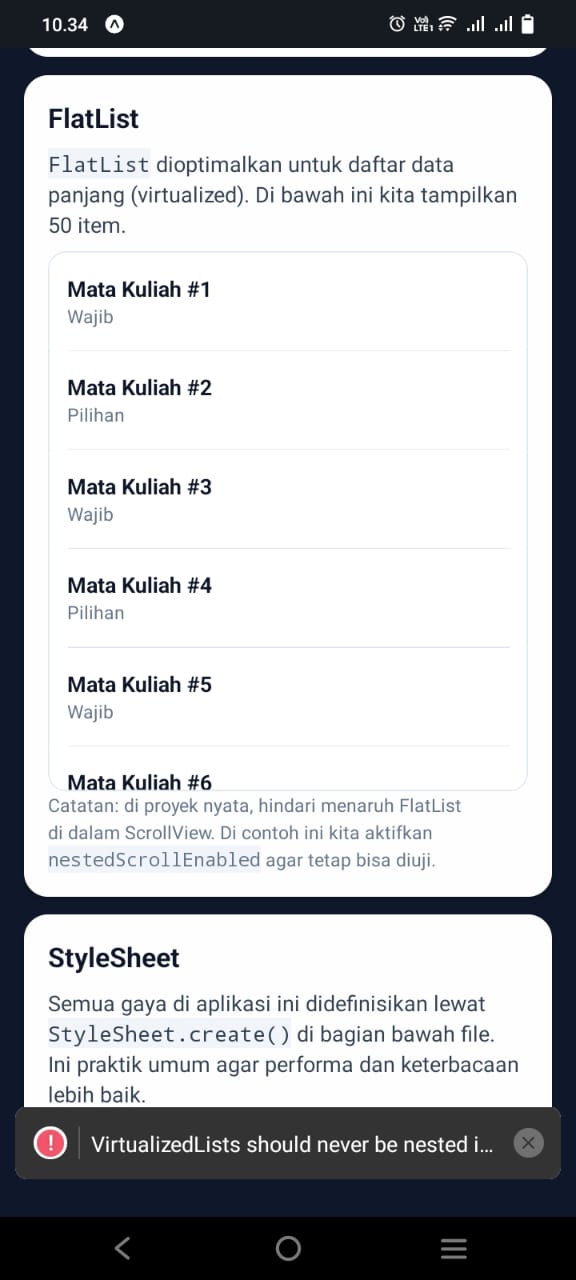 10.34
Vo)
LTE1
FlatList
FlatList dioptimalkan untuk daftar data
panjang (virtualized). Di bawah ini kita tampilkan
50 item.
Mata Kuliah #1
Wajib
Mata Kuliah #2
Pilihan
Mata Kuliah #3
Wajib
Mata Kuliah #4
Pilihan
Mata Kuliah #5
Wajib
Mata Kuliah #6
Catatan: di proyek nyata, hindari menaruh FlatList
di dalam ScrollView. Di contoh ini kita aktifkan
nestedScrollEnabled agar tetap bisa diuji.
StyleSheet
Semua gaya di aplikasi ini didefinisikan lewat
StyleSheet.create() di bagian bawah file.
Ini praktik umum agar performa dan keterbacaan
lebih baik.
VirtualizedLists should never be nested i...